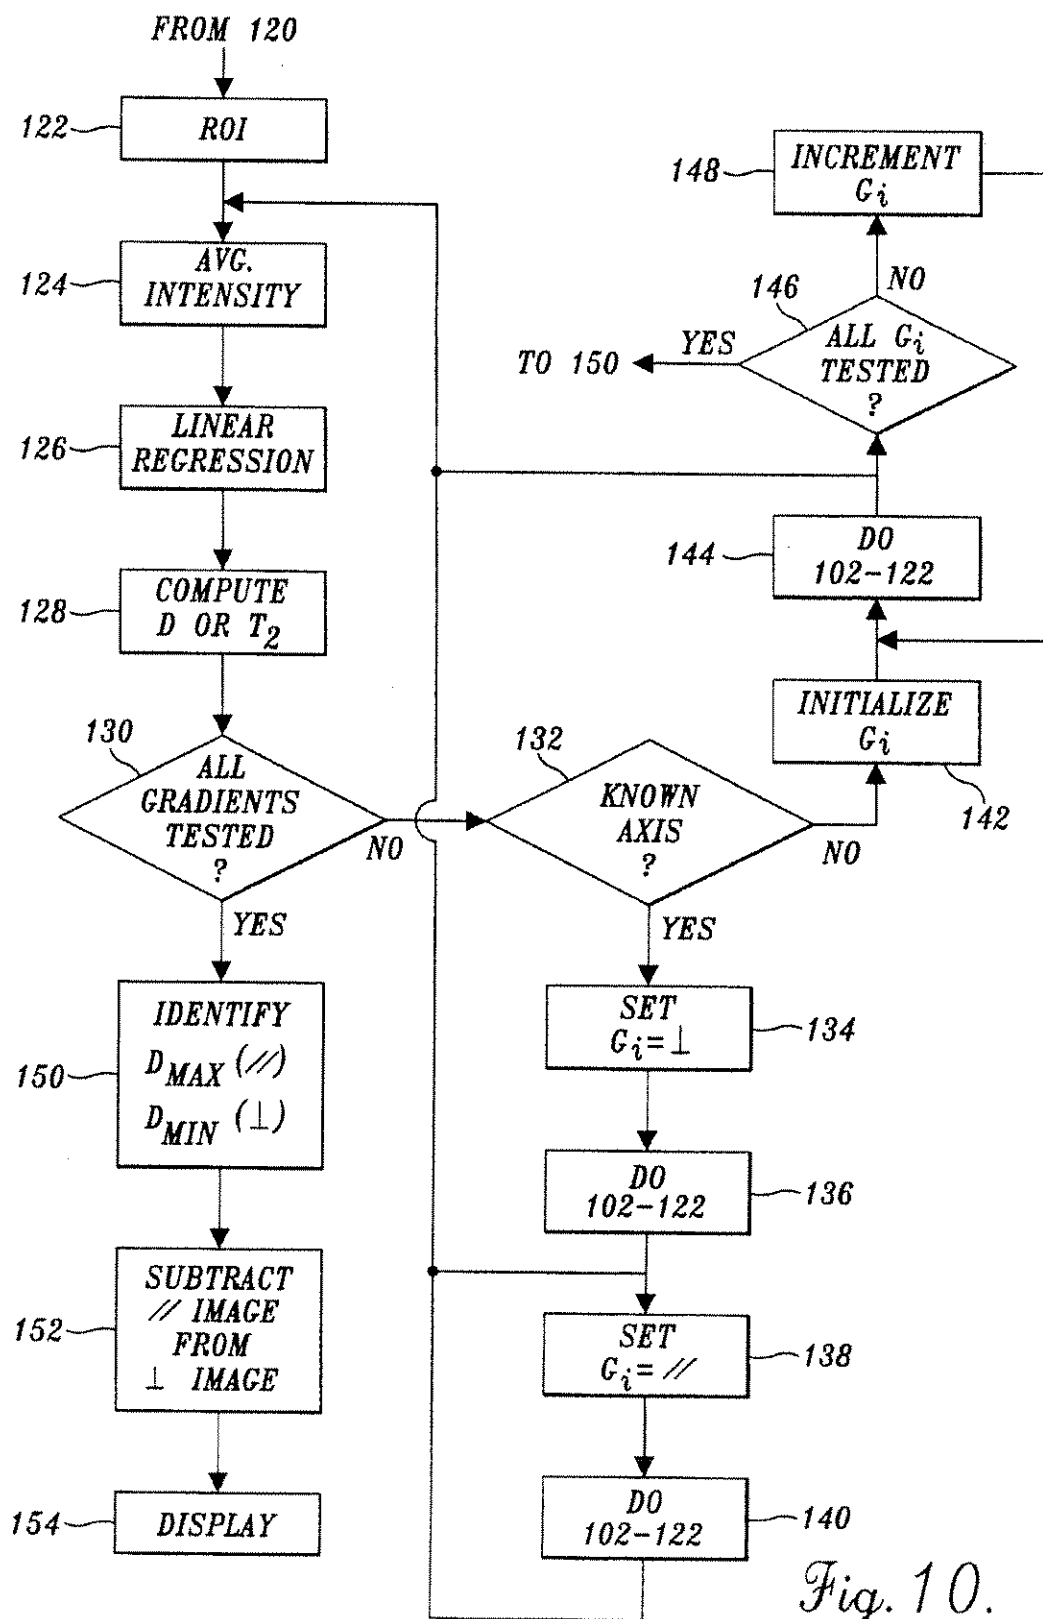 FROM 120
122
ROI
124
AVG.
INTENSITY
126
LINEAR
REGRESSION
128
COMPUTE
D OR T2
130
ALL
GRADIENTS
TESTED
?
NO
YES
150
IDENTIFY
DMAX (//)
DMIN (⊥)
152
SUBTRACT
// IMAGE
FROM
⊥ IMAGE
154
DISPLAY
132
KNOWN
AXIS
?
NO
YES
SET
Gi=⊥
134
DO
102-122
136
SET
Gi=//
138
DO
102-122
140
148
INCREMENT
Gi
NO
146
ALL Gi
TESTED
?
YES
TO 150
144
DO
102-122
INITIALIZE
Gi
142
Fig. 10.